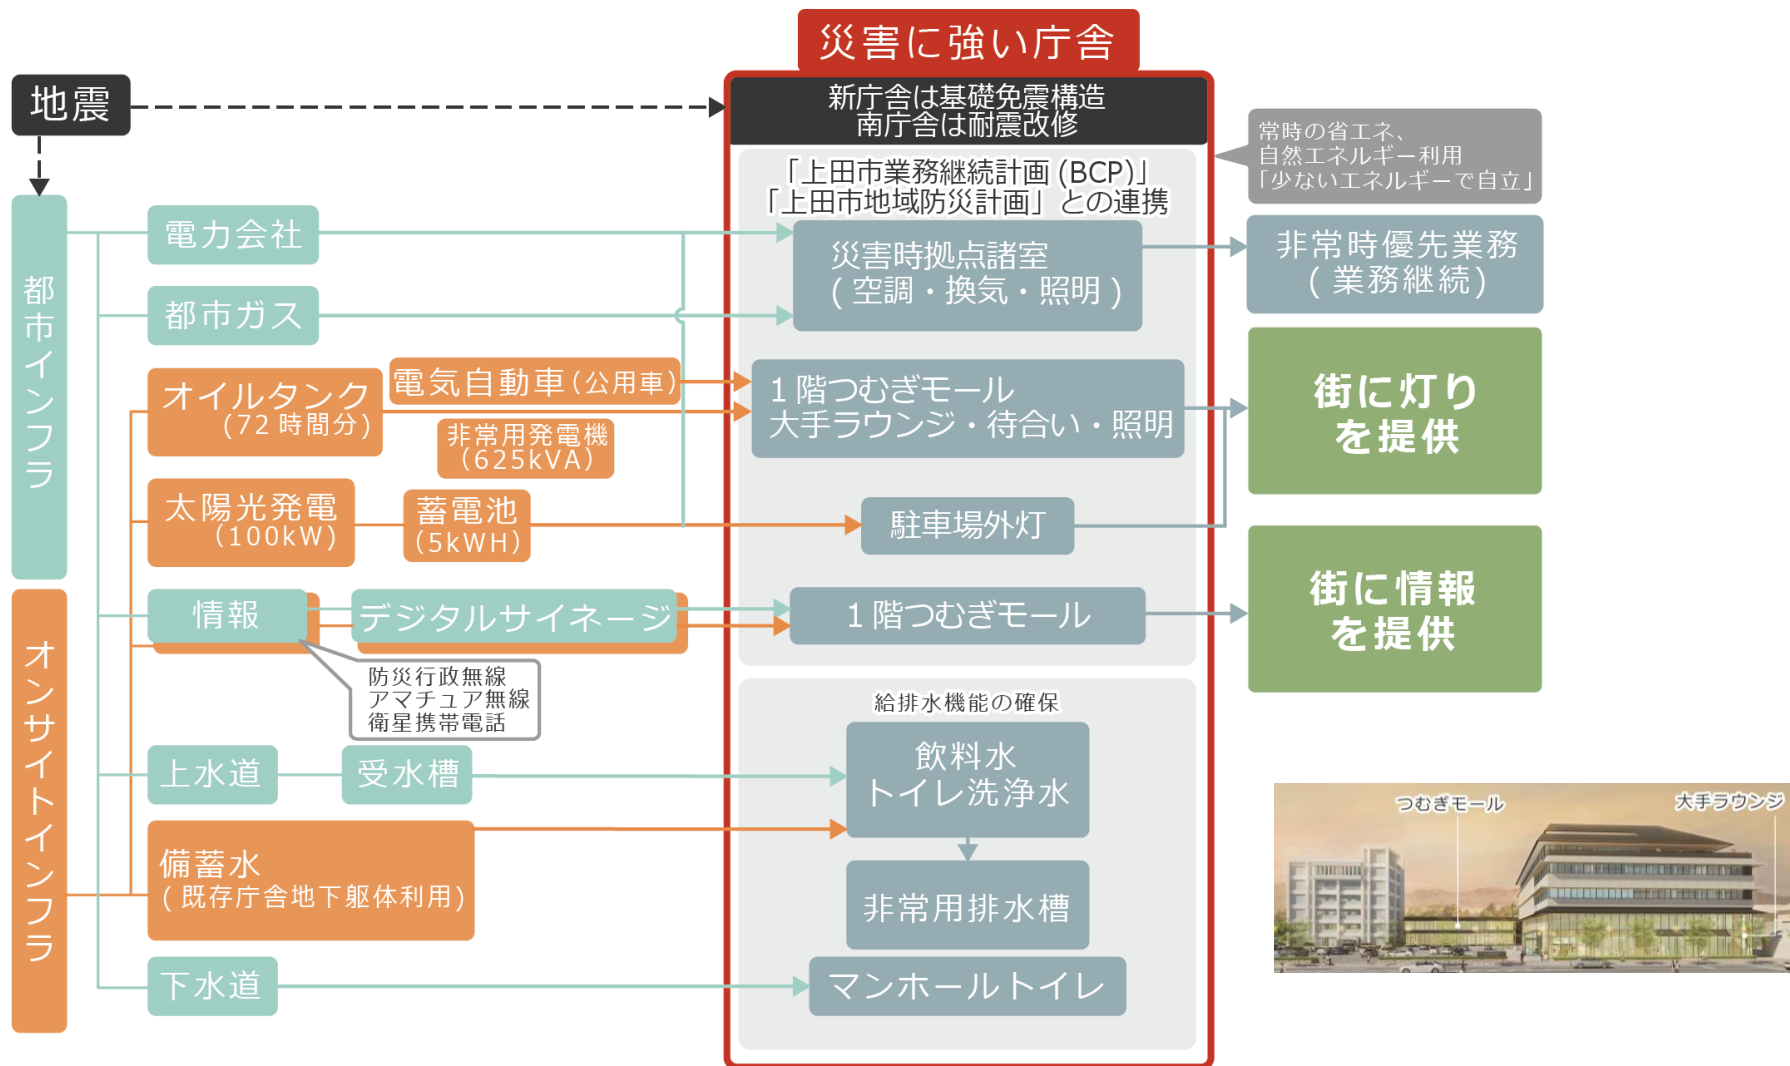 災害に強い庁舎
地震
新庁舎は基礎免震構造
南庁舎は耐震改修
常時の省エネ、
自然エネルギー利用
「少ないエネルギーで自立」
「上田市業務継続計画(BCP)」
「上田市地域防災計画」との連携
都市インフラ
電力会社
都市ガス
災害時拠点諸室
(空調・換気・照明)
非常時優先業務
(業務継続)
オイルタンク
(72時間分)
電気自動車(公用車)
非常用発電機
(625kVA)
1階つむぎモール
大手ラウンジ・待合い・照明
街に灯り
を提供
太陽光発電
(100kW)
蓄電池
(5kWH)
駐車場外灯
オンサイトインフラ
情報
デジタルサイネージ
1階つむぎモール
街に情報
を提供
防災行政無線
アマチュア無線
衛星携帯電話
給排水機能の確保
上水道
受水槽
飲料水
トイレ洗浄水
備蓄水
(既存庁舎地下躯体利用)
非常用排水槽
下水道
マンホールトイレ
つむぎモール
大手ラウンジ